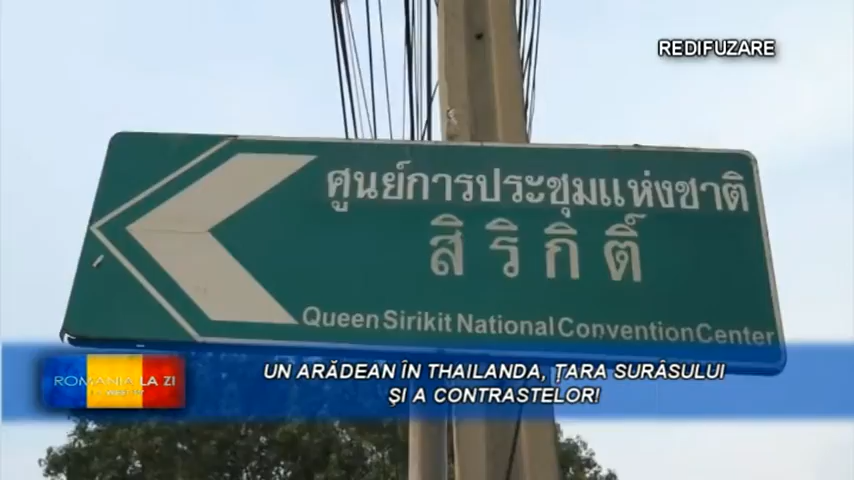 REDIFUZARE
ศูนย์การประชุมแห่งชาติ
สิริกิติ์
Queen Sirikit National Convention Center
ROMANIA LA ZI
UN ARĂDEAN ÎN THAILANDA, ȚARA SURÂSULUI
ȘI A CONTRASTELOR!